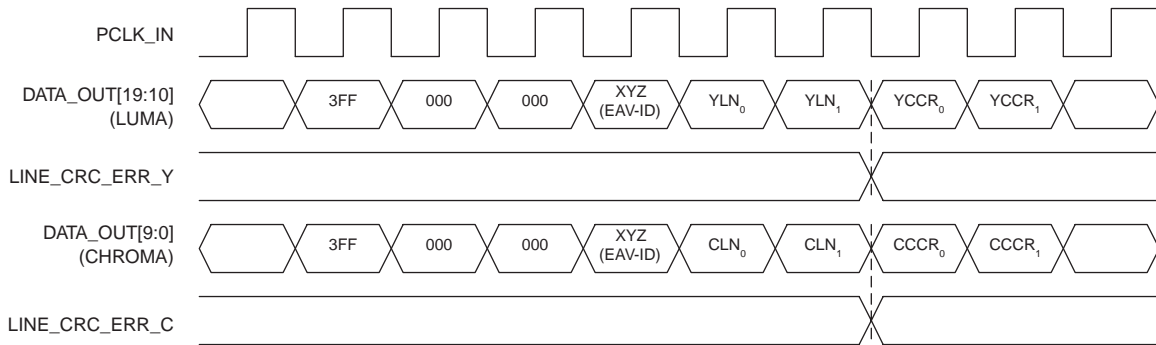 PCLK_IN
DATA_OUT[19:10]
(LUMA)
3FF
000
000
XYZ
(EAV-ID)
YLN0
YLN1
YCCR0
YCCR1
LINE_CRC_ERR_Y
DATA_OUT[9:0]
(CHROMA)
3FF
000
000
XYZ
(EAV-ID)
CLN0
CLN1
CCCR0
CCCR1
LINE_CRC_ERR_C